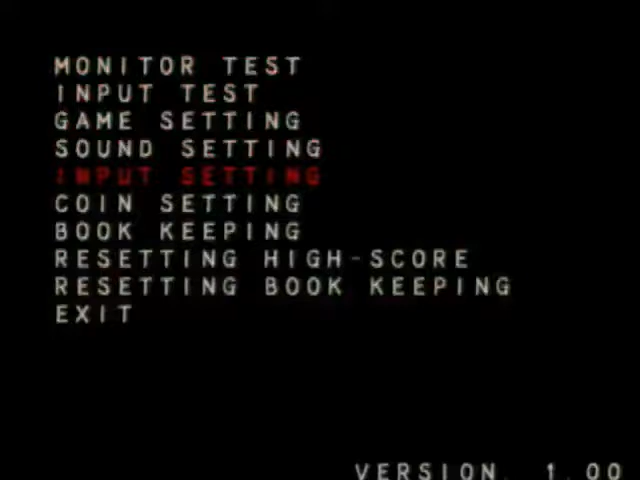 MONITOR TEST
INPUT TEST
GAME SETTING
SOUND SETTING
INPUT SETTING
COIN SETTING
BOOK KEEPING
RESETTING HIGH-SCORE
RESETTING BOOK KEEPING
EXIT
VERSION. 1.00